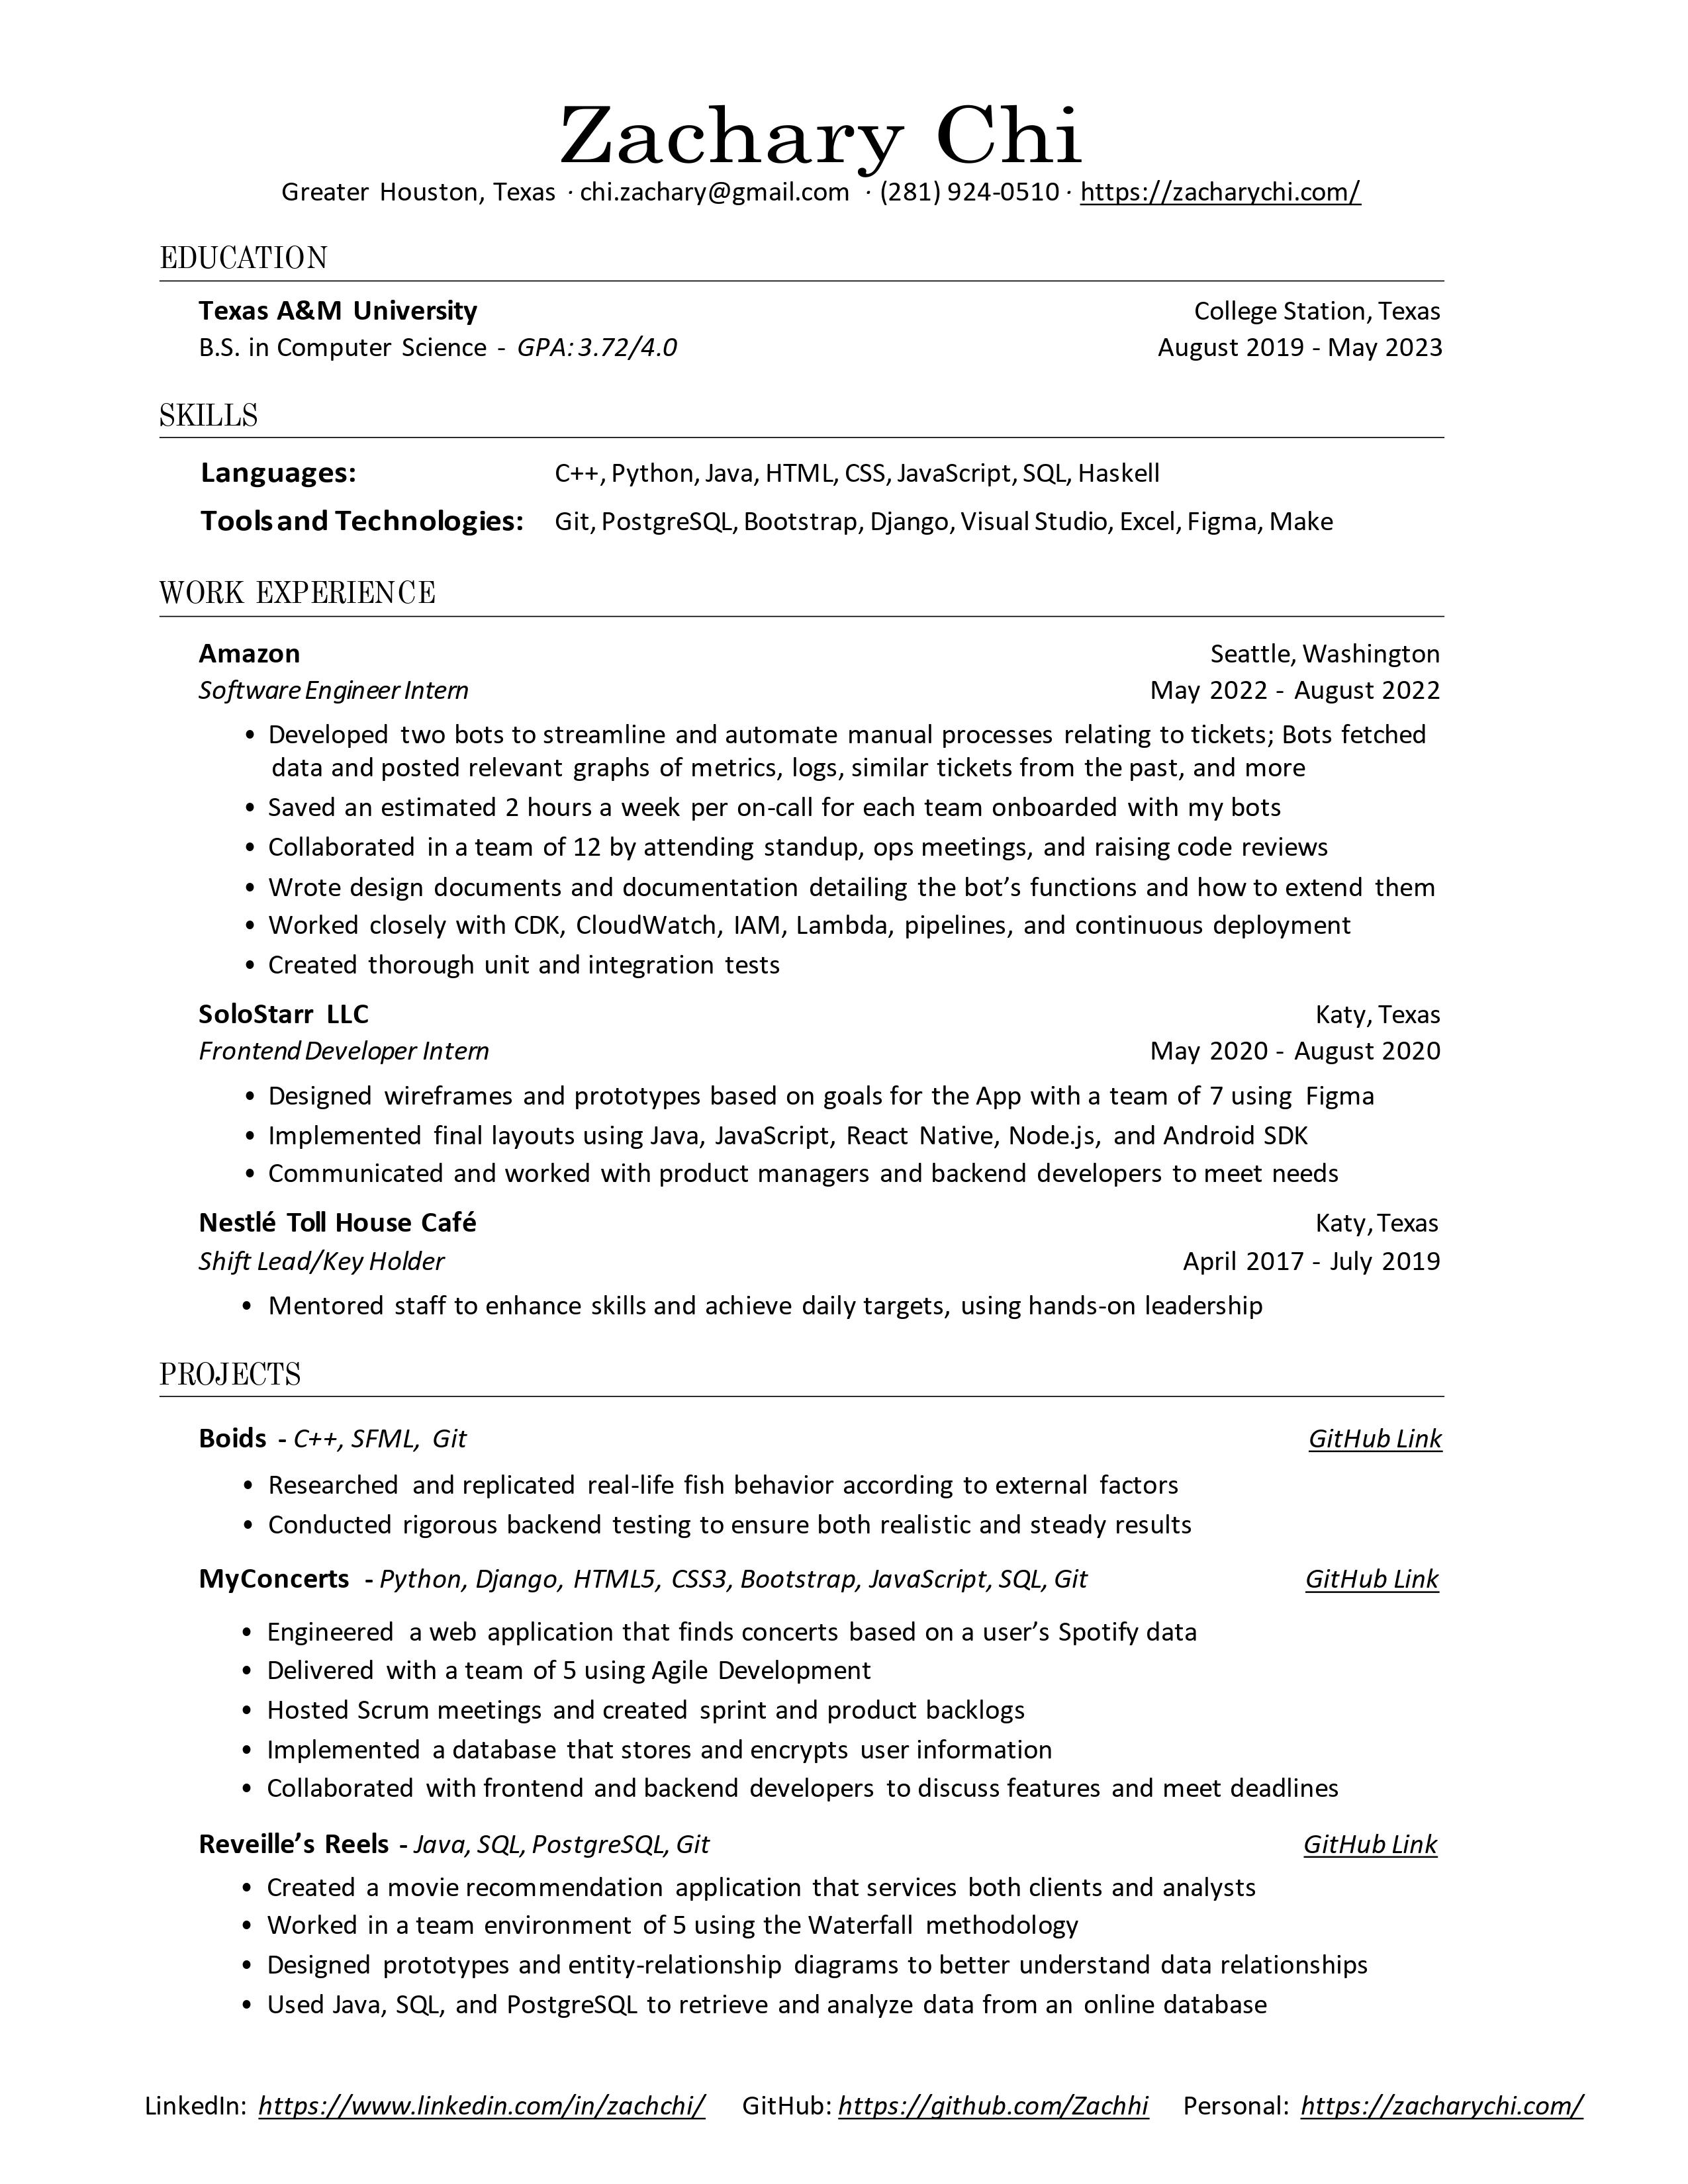 Zachary Chi
Greater Houston, Texas · chi.zachary@gmail.com · (281) 924-0510 · https://zacharychi.com/
EDUCATION
Texas A&M University College Station, Texas
B.S. in Computer Science - GPA: 3.72/4.0 August 2019 - May 2023
SKILLS
Languages: C++, Python, Java, HTML, CSS, JavaScript, SQL, Haskell
Tools and Technologies: Git, PostgreSQL, Bootstrap, Django, Visual Studio, Excel, Figma, Make
WORK EXPERIENCE
Amazon Seattle, Washington
Software Engineer Intern May 2022 - August 2022
• Developed two bots to streamline and automate manual processes relating to tickets; Bots fetched
data and posted relevant graphs of metrics, logs, similar tickets from the past, and more
• Saved an estimated 2 hours a week per on-call for each team onboarded with my bots
• Collaborated in a team of 12 by attending standup, ops meetings, and raising code reviews
• Wrote design documents and documentation detailing the bot’s functions and how to extend them
• Worked closely with CDK, CloudWatch, IAM, Lambda, pipelines, and continuous deployment
• Created thorough unit and integration tests
SoloStarr LLC Katy, Texas
Frontend Developer Intern May 2020 - August 2020
• Designed wireframes and prototypes based on goals for the App with a team of 7 using Figma
• Implemented final layouts using Java, JavaScript, React Native, Node.js, and Android SDK
• Communicated and worked with product managers and backend developers to meet needs
Nestlé Toll House Café Katy, Texas
Shift Lead/Key Holder April 2017 - July 2019
• Mentored staff to enhance skills and achieve daily targets, using hands-on leadership
PROJECTS
Boids - C++, SFML, Git GitHub Link
• Researched and replicated real-life fish behavior according to external factors
• Conducted rigorous backend testing to ensure both realistic and steady results
MyConcerts - Python, Django, HTML5, CSS3, Bootstrap, JavaScript, SQL, Git GitHub Link
• Engineered a web application that finds concerts based on a user’s Spotify data
• Delivered with a team of 5 using Agile Development
• Hosted Scrum meetings and created sprint and product backlogs
• Implemented a database that stores and encrypts user information
• Collaborated with frontend and backend developers to discuss features and meet deadlines
Reveille’s Reels - Java, SQL, PostgreSQL, Git GitHub Link
• Created a movie recommendation application that services both clients and analysts
• Worked in a team environment of 5 using the Waterfall methodology
• Designed prototypes and entity-relationship diagrams to better understand data relationships
• Used Java, SQL, and PostgreSQL to retrieve and analyze data from an online database
LinkedIn: https://www.linkedin.com/in/zachchi/ GitHub: https://github.com/Zachhi Personal: https://zacharychi.com/